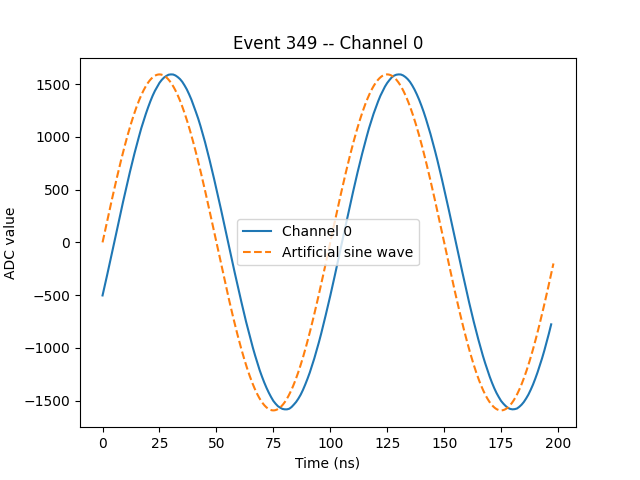 Event 349 -- Channel 0
ADC value
1500
1000
500
0
−500
−1000
−1500
Channel 0
Artificial sine wave
0 25 50 75 100 125 150 175 200
Time (ns)